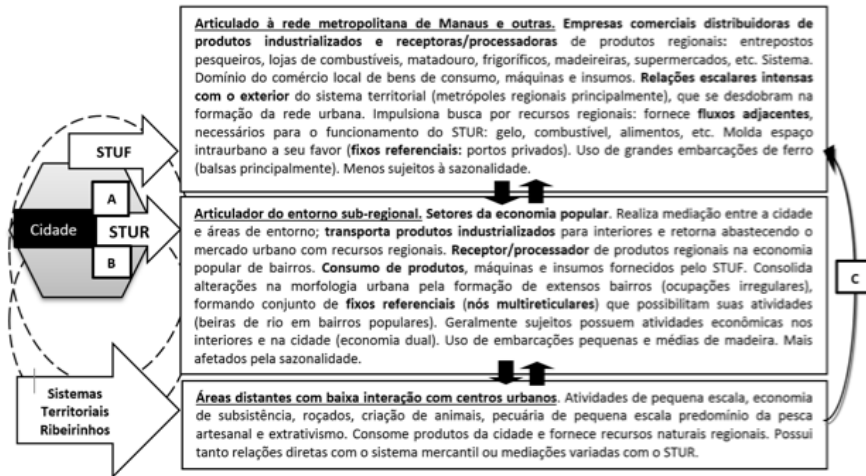 Articulado à rede metropolitana de Manaus e outras. Empresas comerciais distribuidoras de
produtos industrializados e receptoras/processadoras de produtos regionais: entrepostos
pesqueiros, lojas de combustíveis, matadouro, frigoríficos, madeireiras, supermercados, etc. Sistema.
Domínio do comércio local de bens de consumo, máquinas e insumos. Relações escalares intensas
com o exterior do sistema territorial (metrópoles regionais principalmente), que se desdobram na
formação da rede urbana. Impulsiona busca por recursos regionais: fornece fluxos adjacentes,
necessários para o funcionamento do STUR: gelo, combustível, alimentos, etc. Molda espaço
intraurbano a seu favor (fixos referenciais: portos privados). Uso de grandes embarcações de ferro
(balsas principalmente). Menos sujeitos à sazonalidade.
STUF
A
Cidade
STUR
B
Articulador do entorno sub-regional. Setores da economia popular. Realiza mediação entre a cidade
e áreas de entorno; transporta produtos industrializados para interiores e retorna abastecendo o
mercado urbano com recursos regionais. Receptor/processador de produtos regionais na economia
popular de bairros. Consumo de produtos, máquinas e insumos fornecidos pelo STUF. Consolida
alterações na morfologia urbana pela formação de extensos bairros (ocupações irregulares),
formando conjunto de fixos referenciais (nós multireticulares) que possibilitam suas atividades
(beiras de rio em bairros populares). Geralmente sujeitos possuem atividades econômicas nos
interiores e na cidade (economia dual). Uso de embarcações pequenas e médias de madeira. Mais
afetados pela sazonalidade.
C
Sistemas
Territoriais
Ribeirinhos
Áreas distantes com baixa interação com centros urbanos. Atividades de pequena escala, economia
de subsistência, roçados, criação de animais, pecuária de pequena escala predomínio da pesca
artesanal e extrativismo. Consome produtos da cidade e fornece recursos naturais regionais. Possui
tanto relações diretas com o sistema mercantil ou mediações variadas com o STUR.